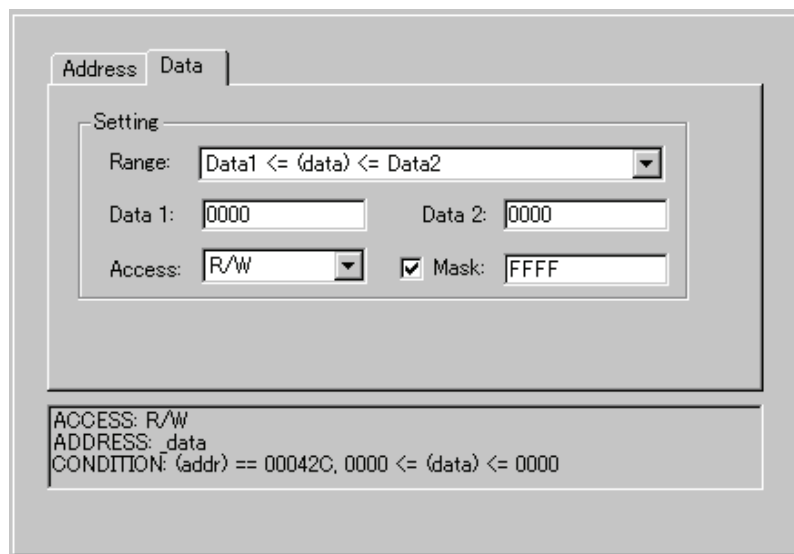 Address Data
Setting
Range: Data1 <= (data) <= Data2
Data 1: 0000 Data 2: 0000
Access: R/W Mask: FFFF
ACCESS: R/W
ADDRESS: _data
CONDITION: (addr) == 00042C, 0000 <= (data) <= 0000